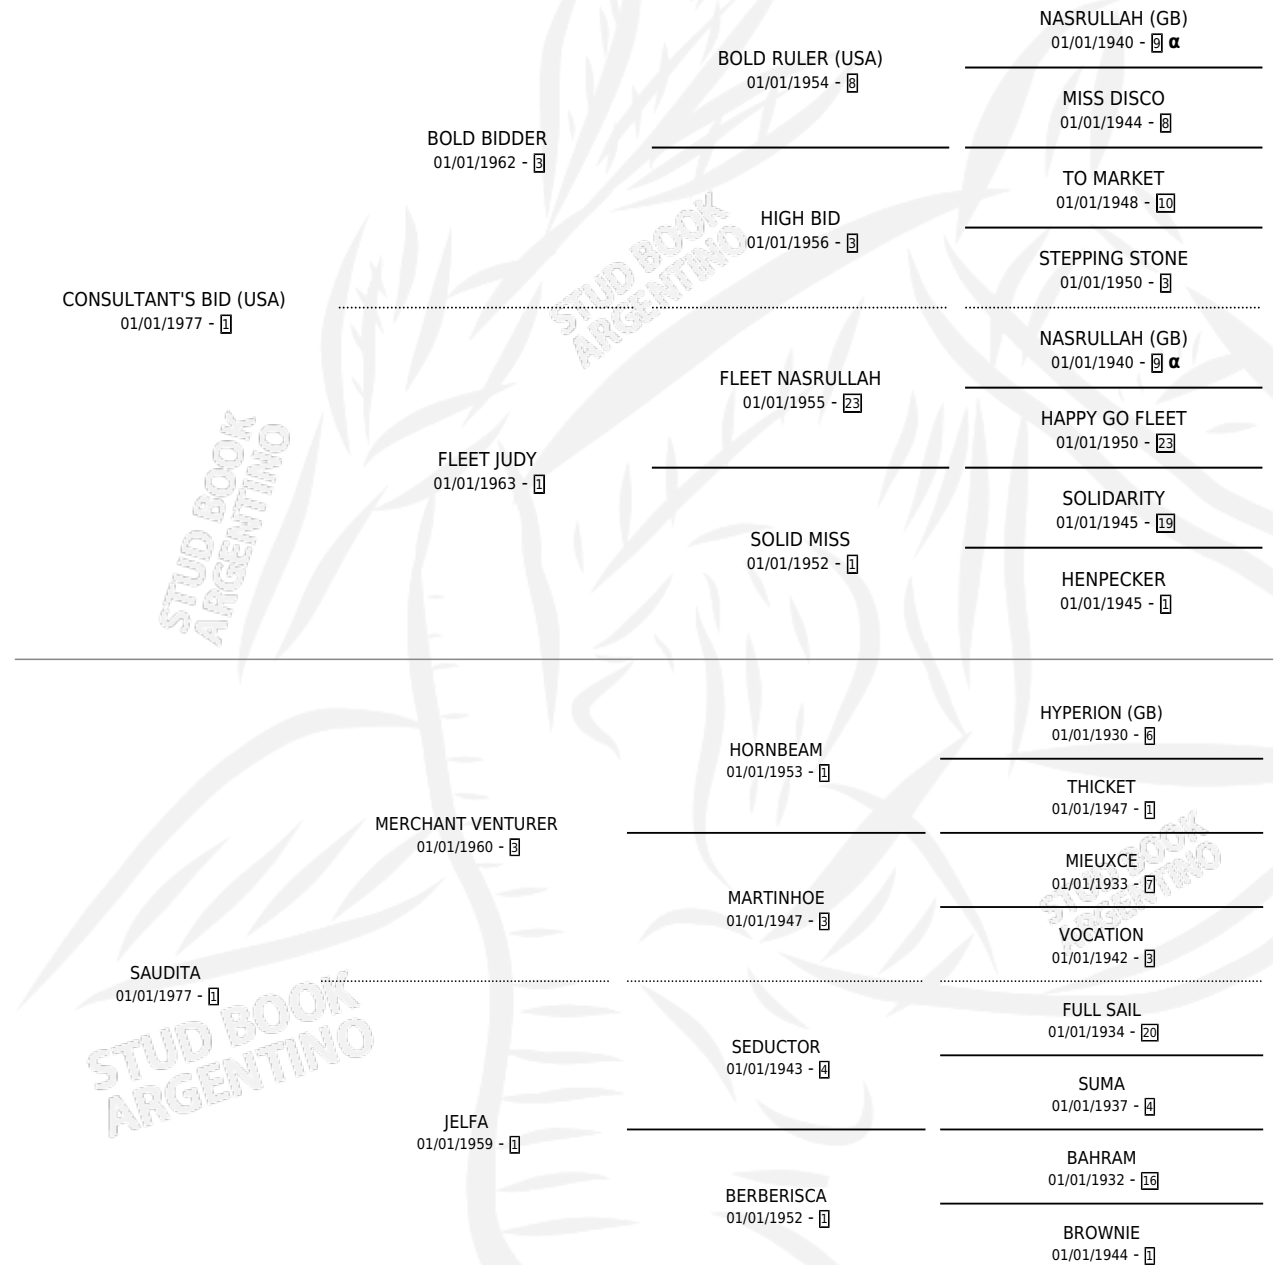 NASRULLAH (GB)
01/01/1940 - 9 α
BOLD RULER (USA)
01/01/1954 - 8
MISS DISCO
01/01/1944 - 8
BOLD BIDDER
01/01/1962 - 3
TO MARKET
01/01/1948 - 10
HIGH BID
01/01/1956 - 3
STEPPING STONE
01/01/1950 - 3
CONSULTANT'S BID (USA)
01/01/1977 - 1
NASRULLAH (GB)
01/01/1940 - 9 α
FLEET NASRULLAH
01/01/1955 - 23
HAPPY GO FLEET
01/01/1950 - 23
FLEET JUDY
01/01/1963 - 1
SOLIDARITY
01/01/1945 - 19
SOLID MISS
01/01/1952 - 1
HENPECKER
01/01/1945 - 1
HYPERION (GB)
01/01/1930 - 6
HORNBEAM
01/01/1953 - 1
THICKET
01/01/1947 - 1
MERCHANT VENTURER
01/01/1960 - 3
MIEUXCE
01/01/1933 - 7
MARTINHOE
01/01/1947 - 3
VOCATION
01/01/1942 - 3
SAUDITA
01/01/1977 - 1
FULL SAIL
01/01/1934 - 20
SEDUCTOR
01/01/1943 - 4
SUMA
01/01/1937 - 4
JELFA
01/01/1959 - 1
BAHRAM
01/01/1932 - 16
BERBERISCA
01/01/1952 - 1
BROWNIE
01/01/1944 - 1
STUD BOOK
ARGENTINO
STUD BOOK
ARGENTINO
STUD BOOK
ARGENTINO
STUD BOOK
ARGENTINO